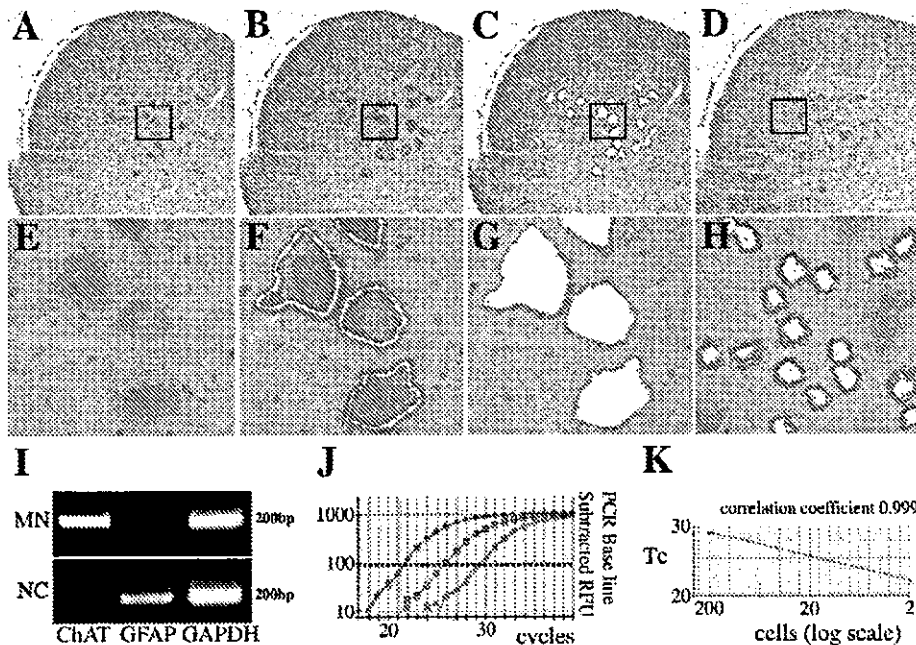 A B C D
E F G H
I J K
MN 200bp
NC 200bp
ChAT GFAP GAPDH
1000
100
10
20 30 cycles
PCR Base line
Subtracted RFU
correlation coefficient 0.999
30
Tc
20
200 20 2
cells (log scale)